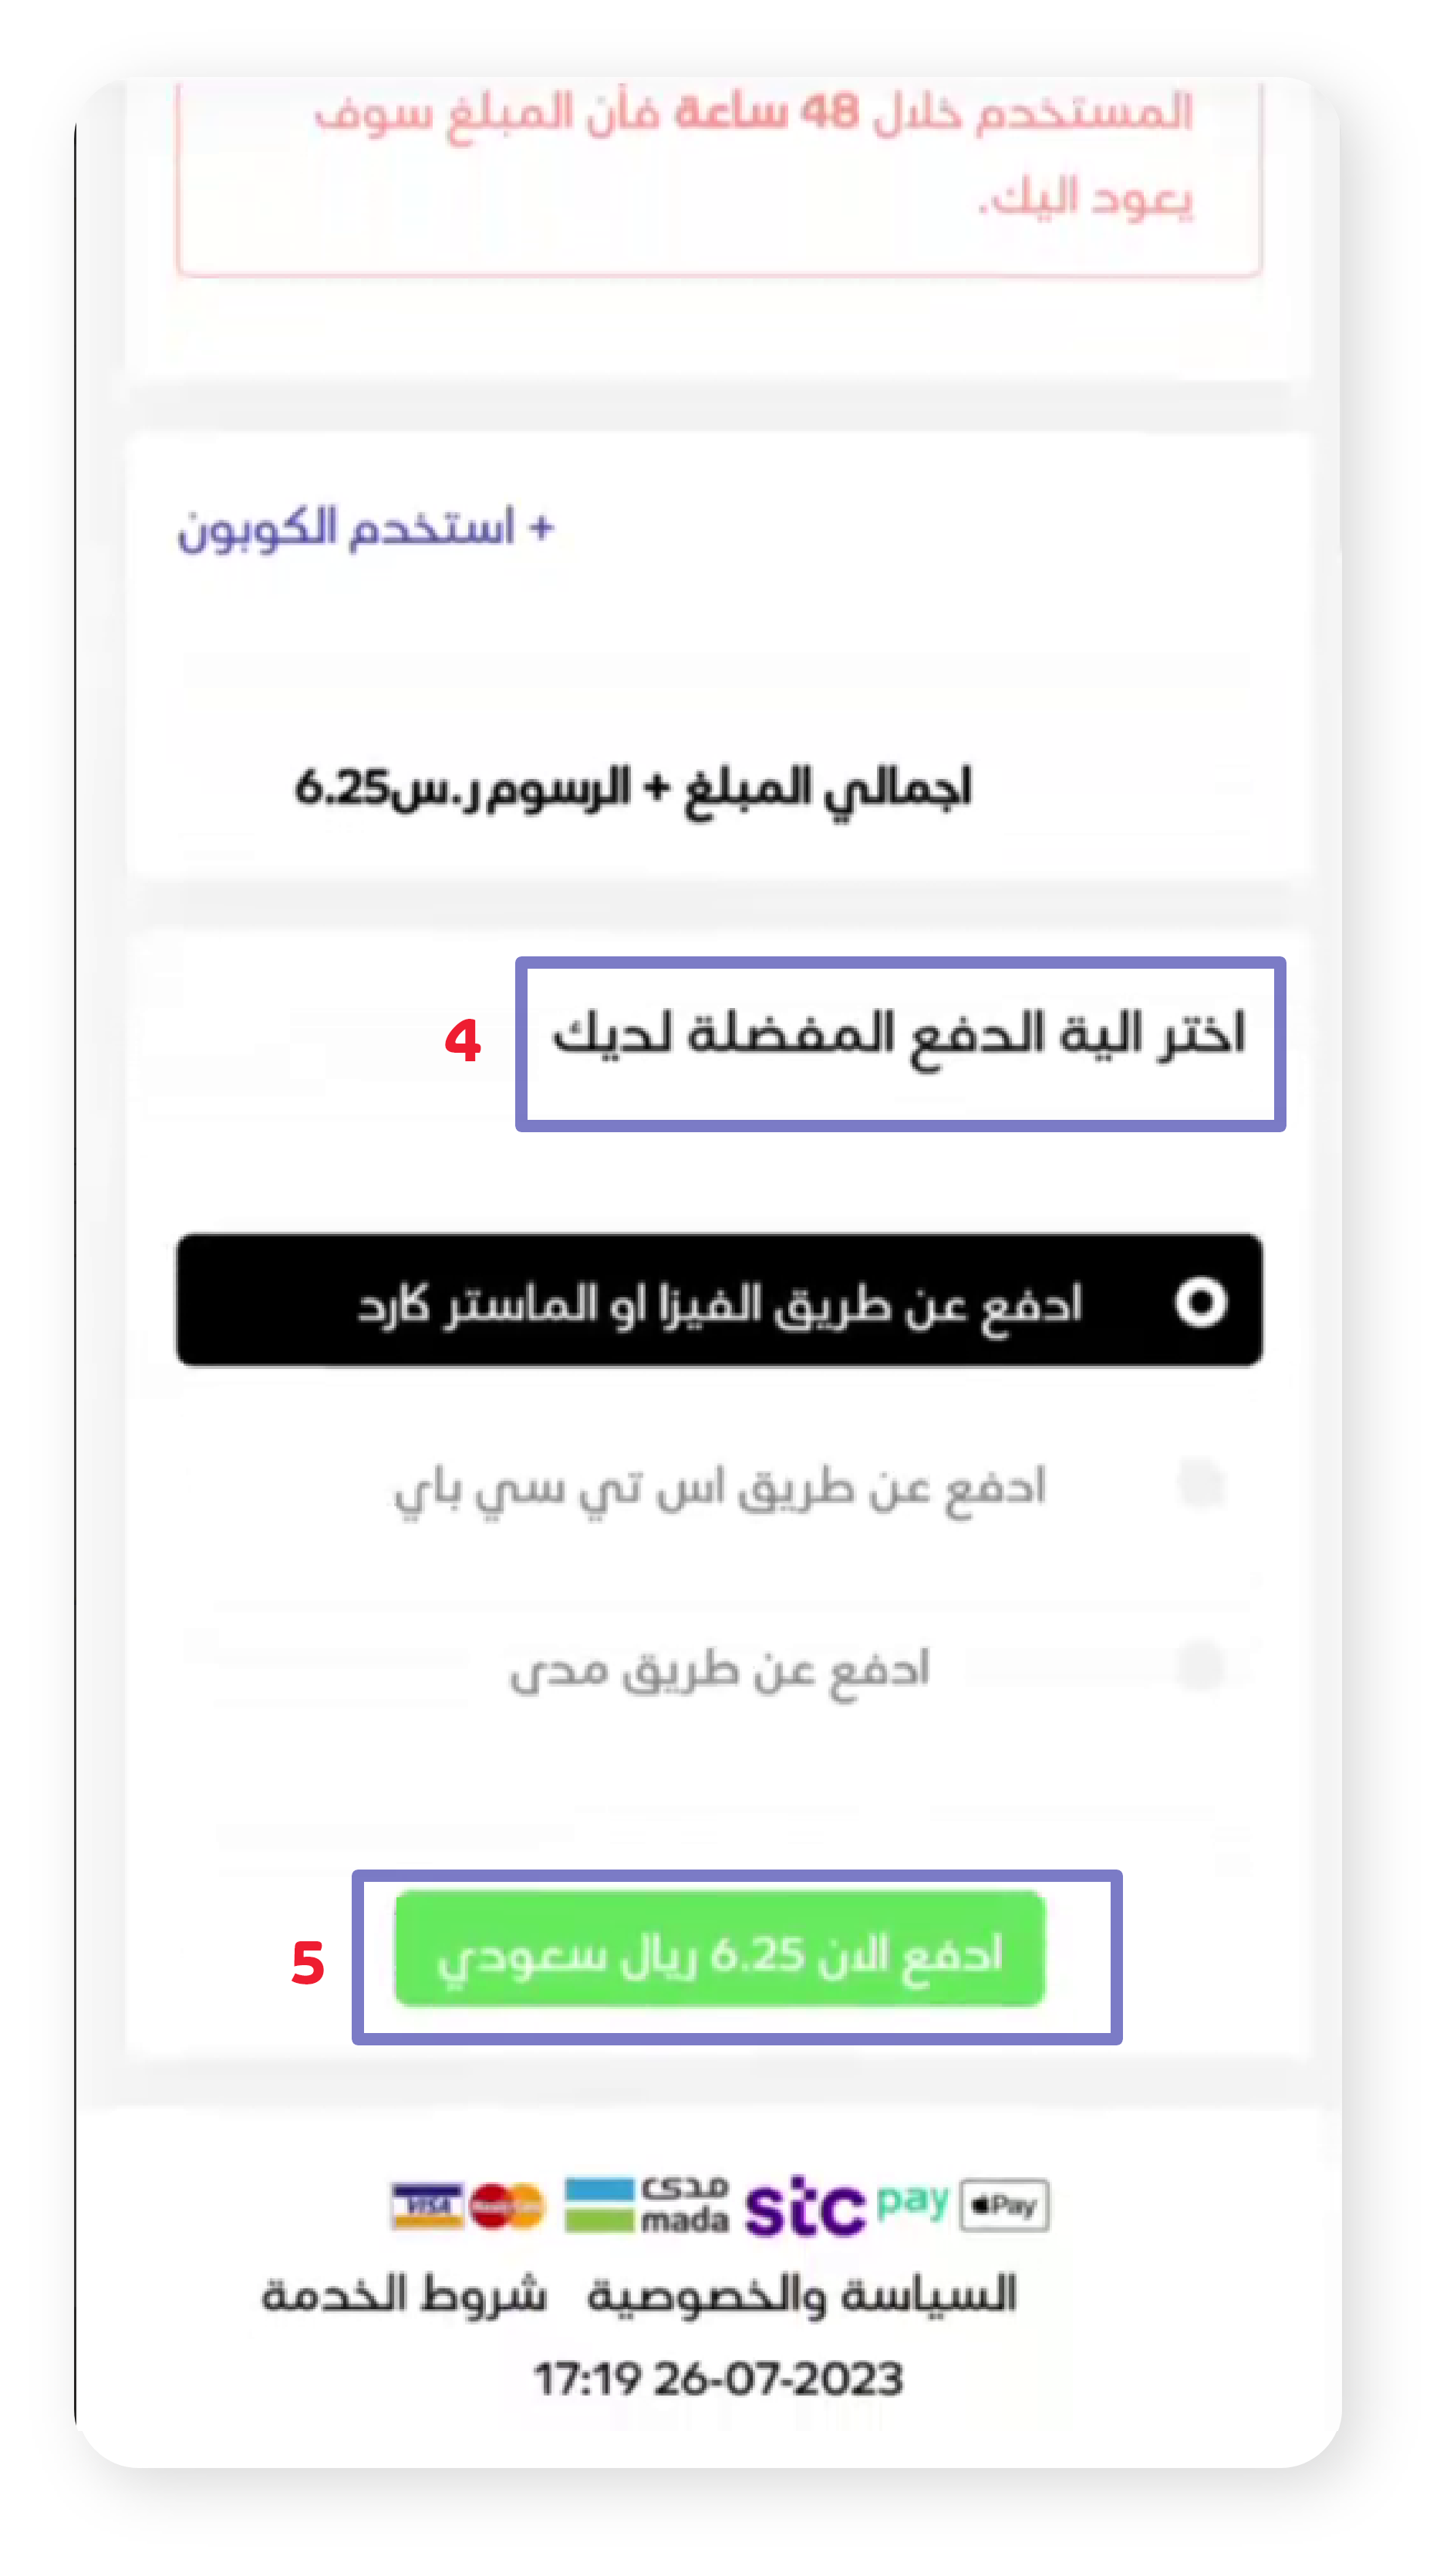 المستخدم خلال 48 ساعة فأن المبلغ سوف
يعود اليك.
+ استخدم الكوبون
اجمالي المبلغ + الرسوم ر.س6.25
اختر الية الدفع المفضلة لديك
4
ادفع عن طريق الفيزا او الماستر كارد
ادفع عن طريق اس تي سي باي
ادفع عن طريق مدى
ادفع الان 6.25 ريال سعودي
5
VISA MasterCard مدى mada stc pay Pay
السياسة والخصوصية شروط الخدمة
17:19 26-07-2023